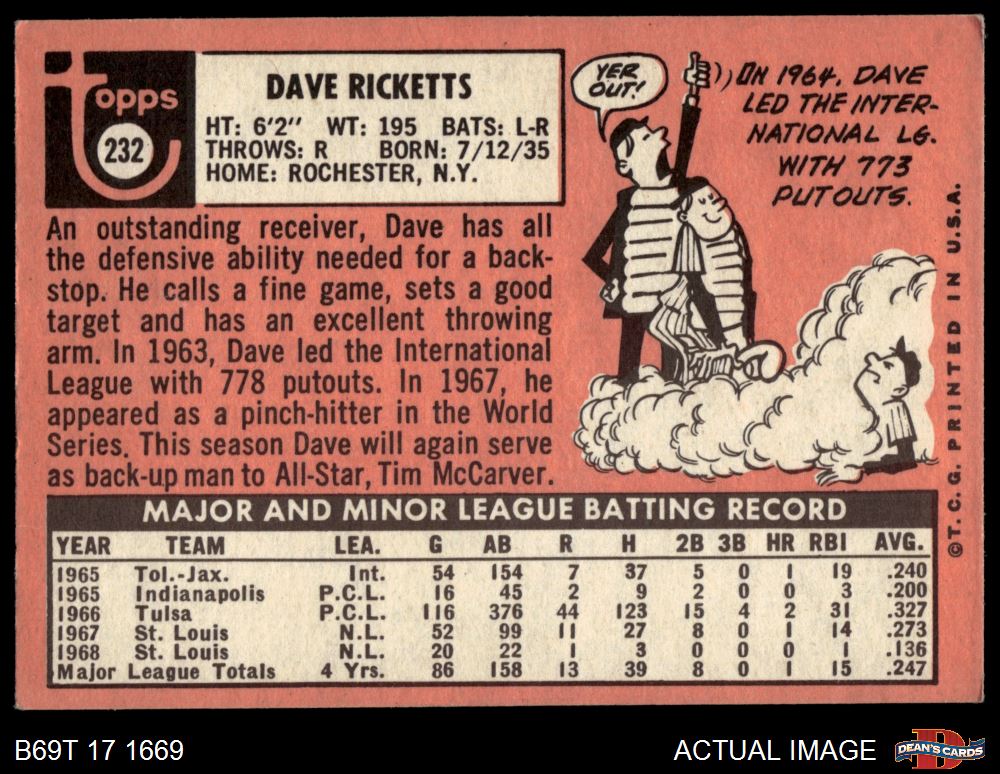 Topps
232
DAVE RICKETTS
HT: 6'2" WT: 195 BATS: L-R
THROWS: R BORN: 7/12/35
HOME: ROCHESTER, N.Y.
An outstanding receiver, Dave has all
the defensive ability needed for a back-
stop. He calls a fine game, sets a good
target and has an excellent throwing
arm. In 1963, Dave led the International
League with 778 putouts. In 1967, he
appeared as a pinch-hitter in the World
Series. This season Dave will again serve
as back-up man to All-Star, Tim McCarver.
YER
OUT!
IN 1964, DAVE
LED THE INTER-
NATIONAL LG.
WITH 773
PUTOUTS.
©T. C. G. PRINTED IN U.S.A.
MAJOR AND MINOR LEAGUE BATTING RECORD
YEAR TEAM LEA. G AB R H 2B 3B HR RBI AVG.
1965 Tol.-Jax. Int. 54 154 7 37 5 0 1 19 .240
1965 Indianapolis P.C.L. 16 45 2 9 2 0 0 3 .200
1966 Tulsa P.C.L. 116 376 44 123 15 4 2 31 .327
1967 St. Louis N.L. 52 99 11 27 8 0 1 14 .273
1968 St. Louis N.L. 20 22 1 3 0 0 0 1 .136
Major League Totals 4 Yrs. 86 158 13 39 8 0 1 15 .247
B69T 17 1669
ACTUAL IMAGE
D
DEAN'S CARDS